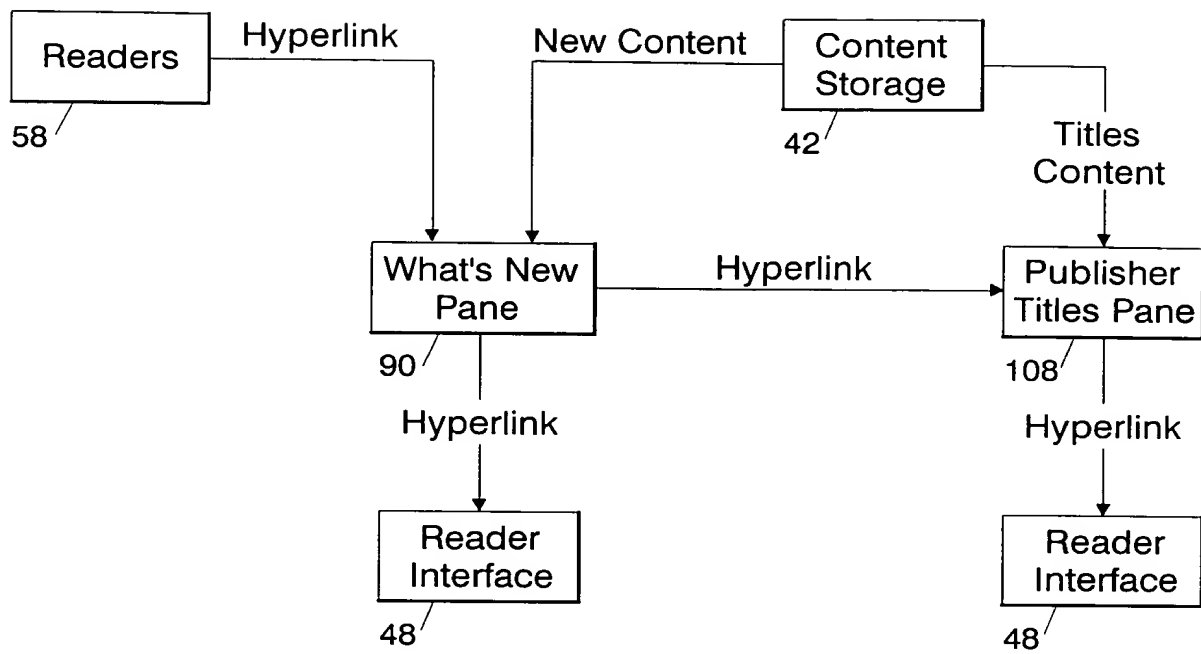 Readers
Hyperlink
New Content
Content
Storage
58
42
Titles
Content
What's New
Pane
Hyperlink
Publisher
Titles Pane
90
108
Hyperlink
Hyperlink
Reader
Interface
Reader
Interface
48
48